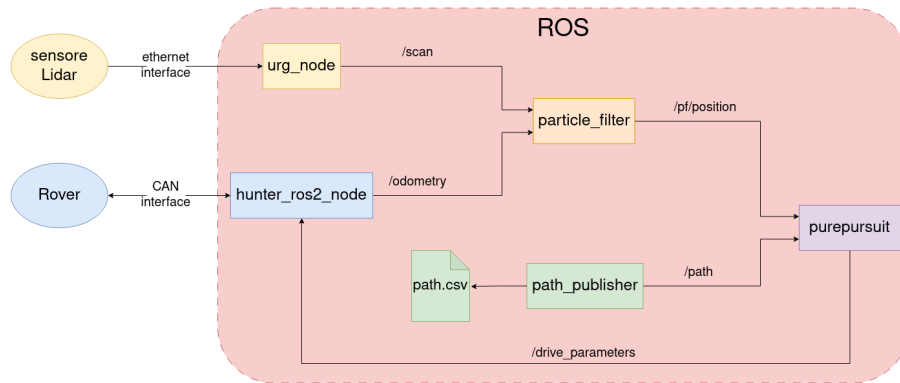 ROS
sensore
Lidar
ethernet
interface
urg_node
/scan
particle_filter
/pf/position
Rover
CAN
interface
hunter_ros2_node
/odometry
purepursuit
path.csv
path_publisher
/path
/drive_parameters